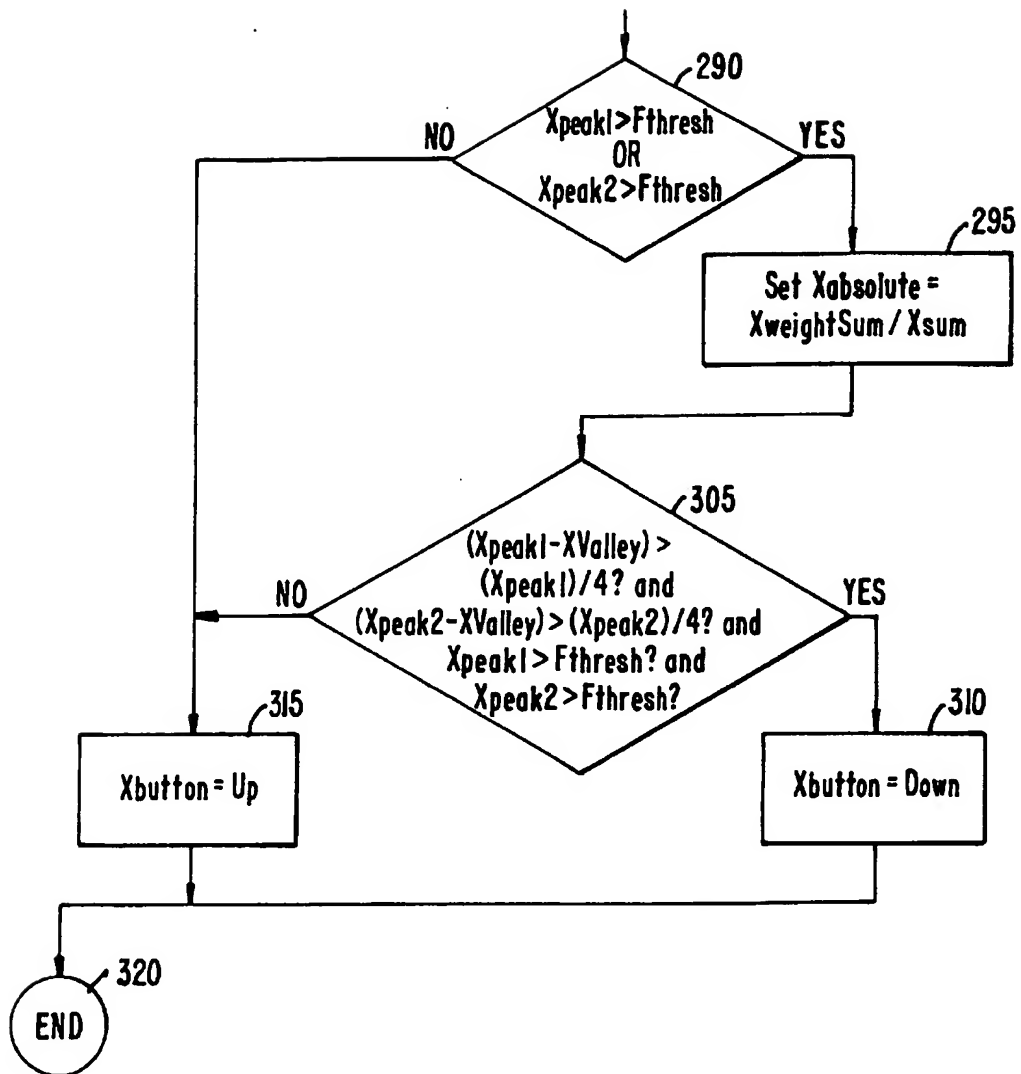 290
Xpeak1>Fthresh
OR
Xpeak2>Fthresh
NO
YES
295
Set Xabsolute =
XweightSum / Xsum
305
(Xpeak1-XValley) >
(Xpeak1)/4? and
(Xpeak2-XValley) > (Xpeak2)/4? and
Xpeak1 > Fthresh? and
Xpeak2 > Fthresh?
NO
YES
315
Xbutton = Up
310
Xbutton = Down
320
END